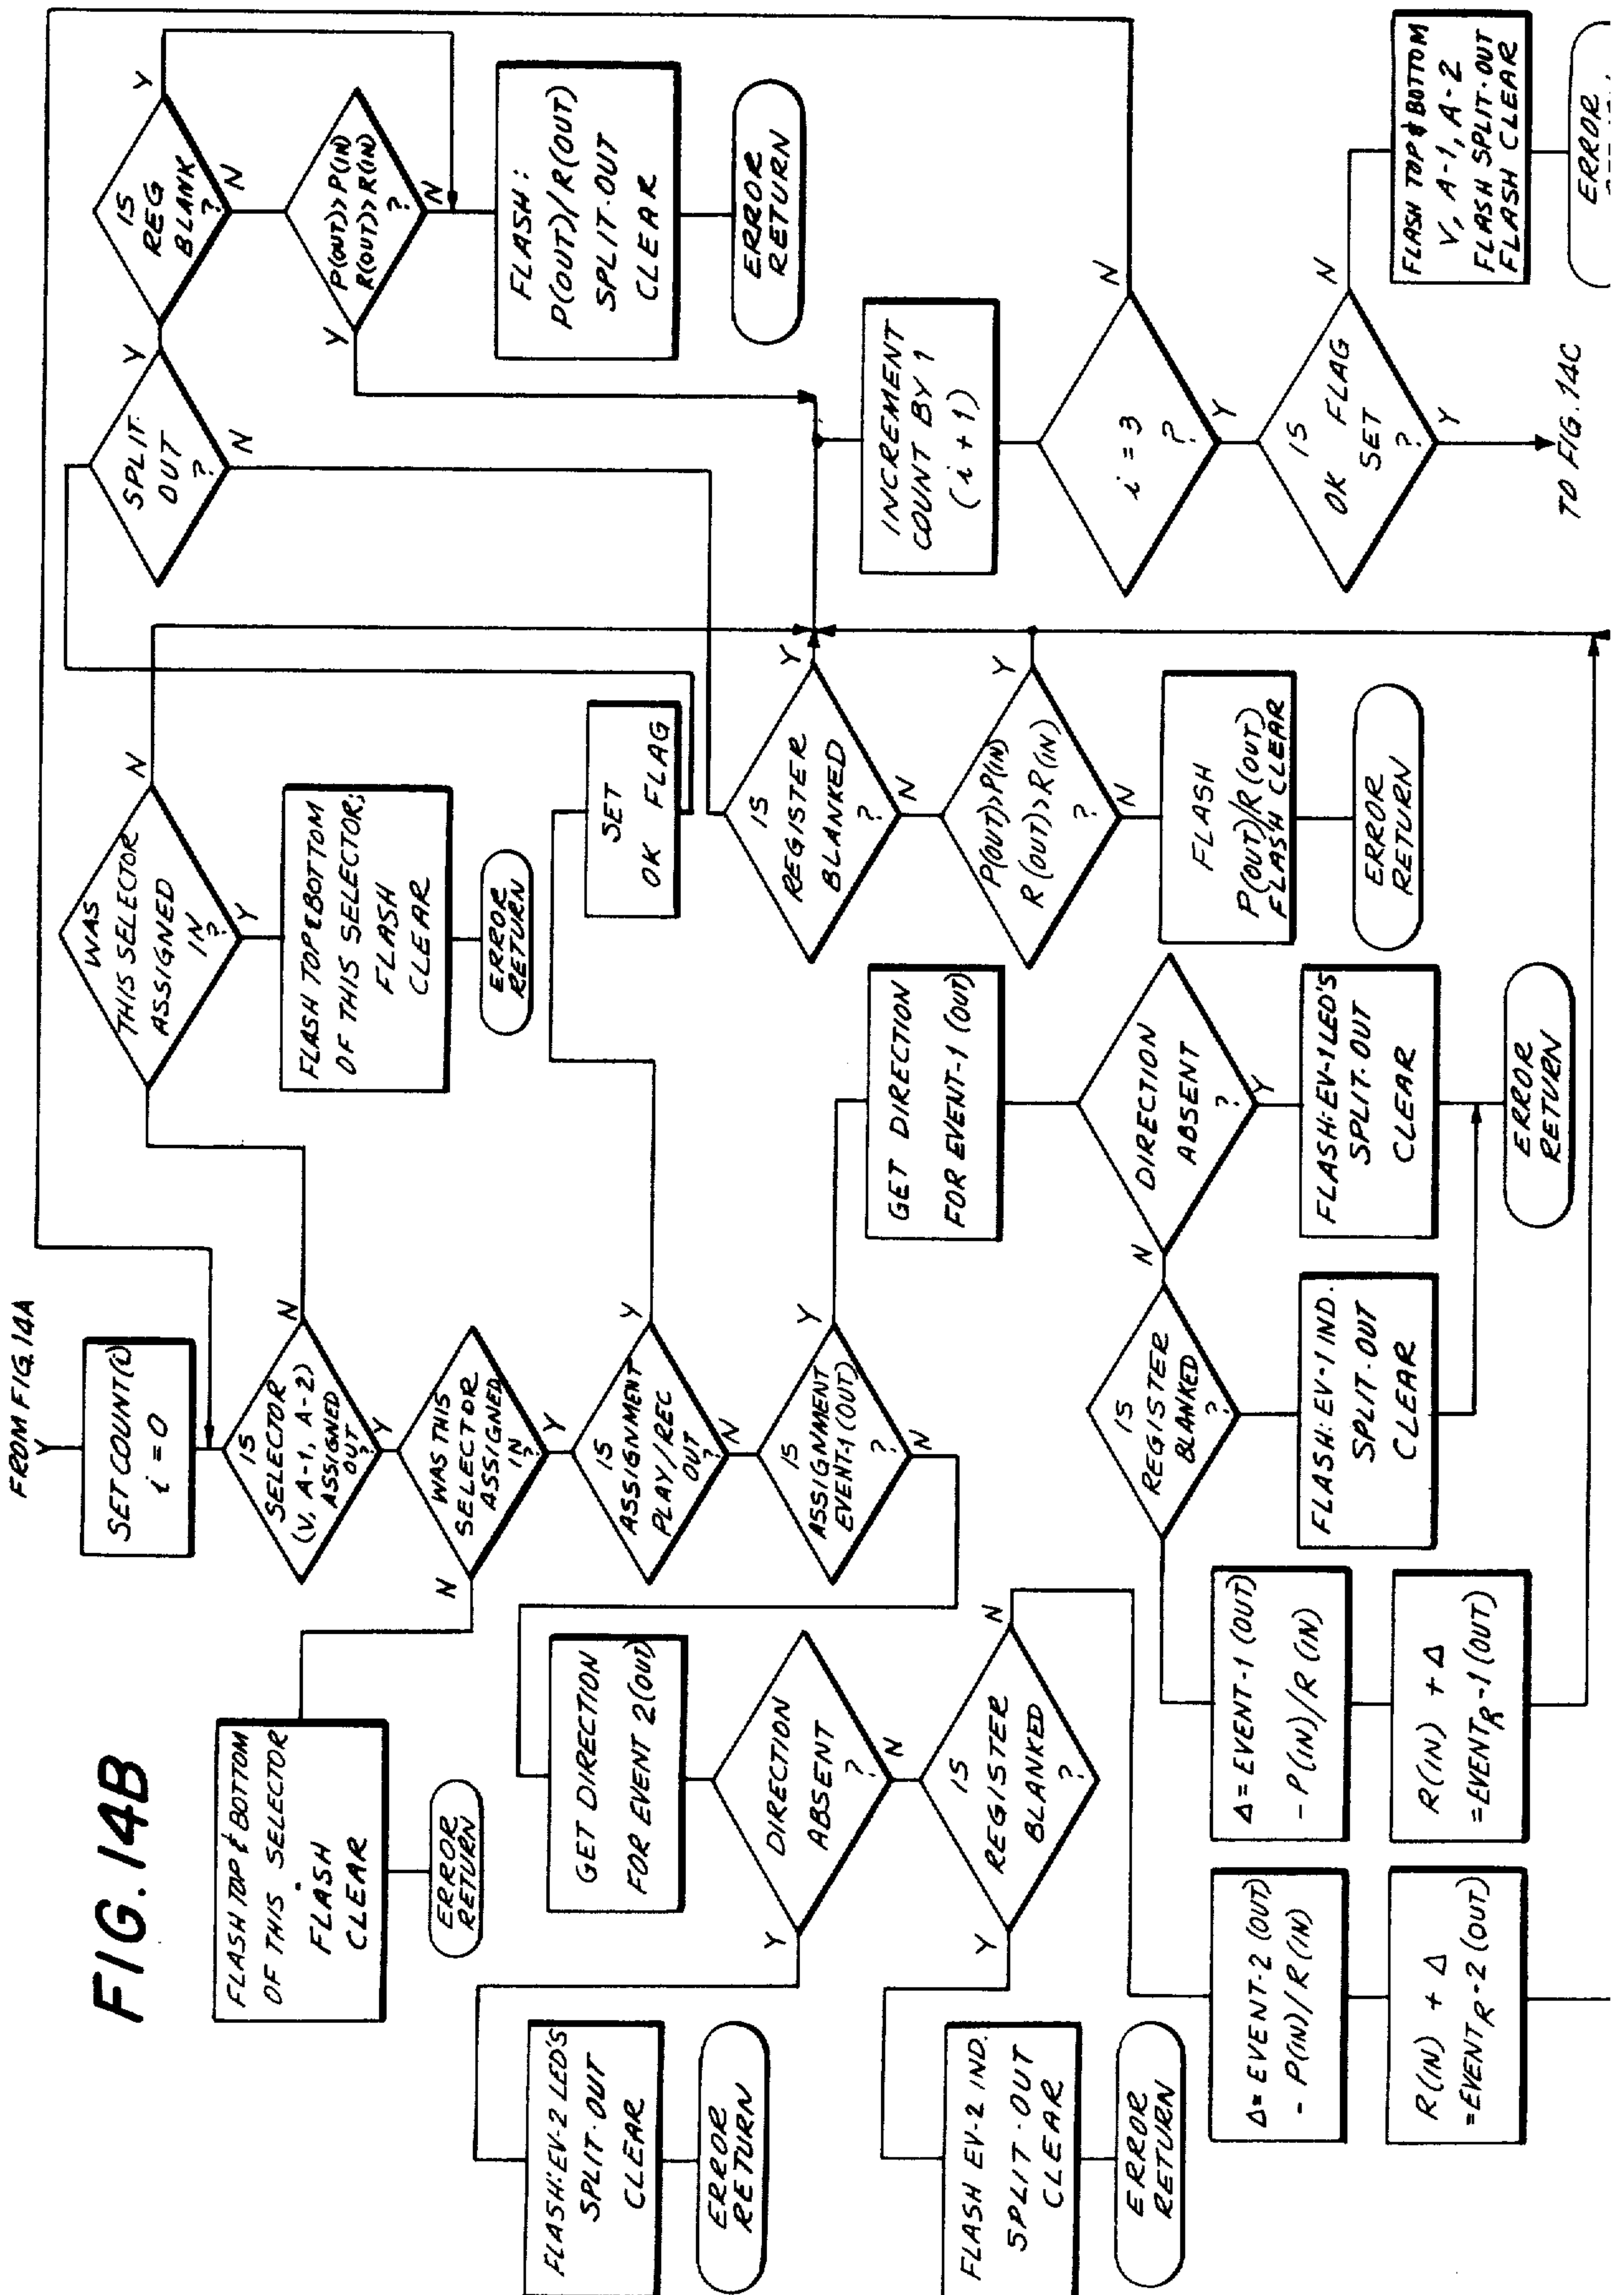 FIG. 14B
FROM FIG. 14A
SET COUNT(i)
i = 0
IS
SELECTOR
(V, A-1, A-2)
ASSIGNED
OUT
?
N
Y
WAS THIS
SELECTOR
ASSIGNED
IN
?
N
Y
FLASH TOP & BOTTOM
OF THIS SELECTOR
FLASH
CLEAR
ERROR
RETURN
WAS
THIS SELECTOR
ASSIGNED
IN
?
N
Y
FLASH TOP & BOTTOM
OF THIS SELECTOR;
FLASH
CLEAR
ERROR
RETURN
IS
ASSIGNMENT
PLAY/REC
OUT
?
Y
N
SET
OK FLAG
IS
ASSIGNMENT
EVENT-1 (OUT)
?
Y
N
GET DIRECTION
FOR EVENT 2(OUT)
DIRECTION
ABSENT
?
Y
N
FLASH: EV-2 LED'S
SPLIT-OUT
CLEAR
ERROR
RETURN
IS
REGISTER
BLANKED
?
Y
N
FLASH EV-2 IND.
SPLIT-OUT
CLEAR
ERROR
RETURN
Δ = EVENT-2 (OUT)
- P(IN)/R(IN)
R(IN) + Δ
=EVENT R-2 (OUT)
GET DIRECTION
FOR EVENT-1 (OUT)
DIRECTION
ABSENT
?
N
Y
FLASH: EV-1 LED'S
SPLIT-OUT
CLEAR
ERROR
RETURN
IS
REGISTER
BLANKED
?
FLASH: EV-1 IND.
SPLIT-OUT
CLEAR
Δ = EVENT-1 (OUT)
- P(IN)/R(IN)
R(IN) + Δ
=EVENT R-1 (OUT)
SPLIT-
OUT
?
Y
N
IS
REG
BLANK
?
Y
N
P(OUT)>P(IN)
R(OUT)>R(IN)
?
Y
N
FLASH:
P(OUT)/R(OUT)
SPLIT-OUT
CLEAR
ERROR
RETURN
IS
REGISTER
BLANKED
?
Y
N
P(OUT)>P(IN)
R(OUT)>R(IN)
?
Y
N
FLASH
P(OUT)/R(OUT)
FLASH CLEAR
ERROR
RETURN
INCREMENT
COUNT BY 1
(i + 1)
i = 3
?
N
Y
IS
OK FLAG
SET
?
N
Y
TO FIG. 14C
FLASH TOP & BOTTOM
V, A-1, A-2
FLASH SPLIT-OUT
FLASH CLEAR
ERROR